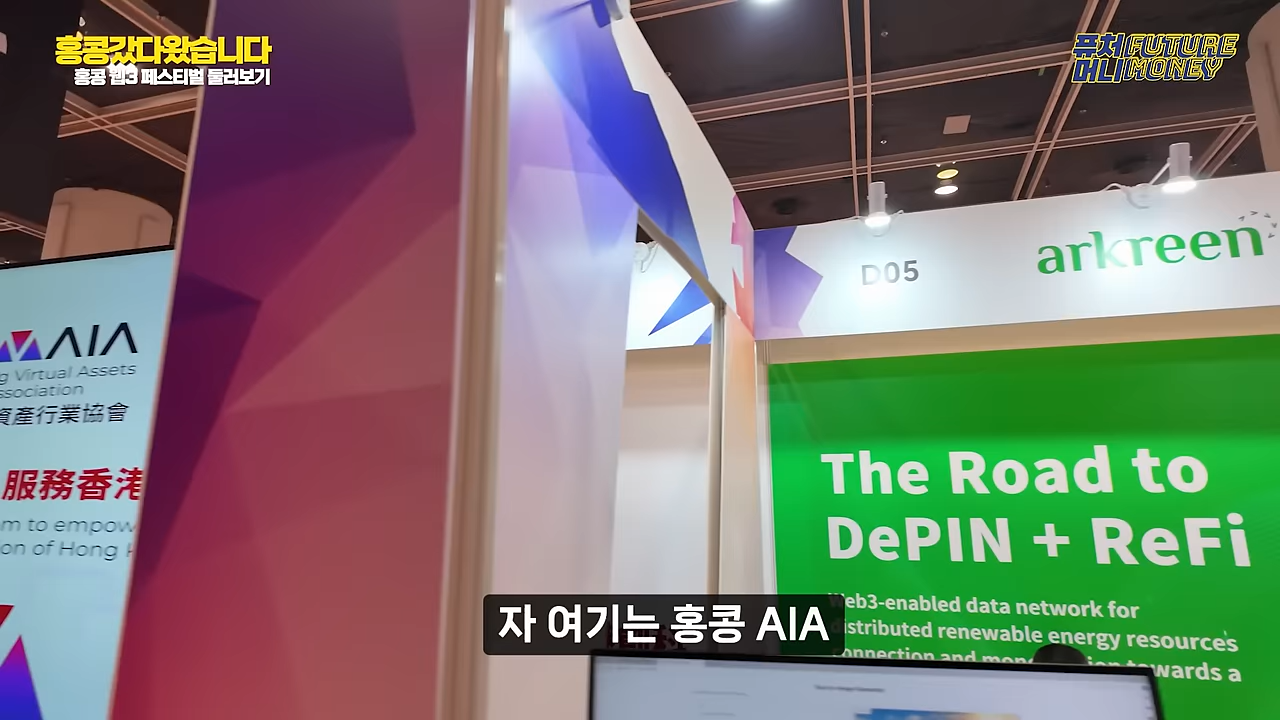 홍콩갔다왔습니다
홍콩 웹3 페스티벌 둘러보기
퓨처 FUTURE
머니 MONEY
AIA
g Virtual Assets
ssociation
資產行業協會
服務香港
m to empow
on of Hong
D05
arkreen
The Road to
DePIN + ReFi
Web3-enabled data network for
distributed renewable energy resources
connection and towards a
자 여기는 홍콩 AIA